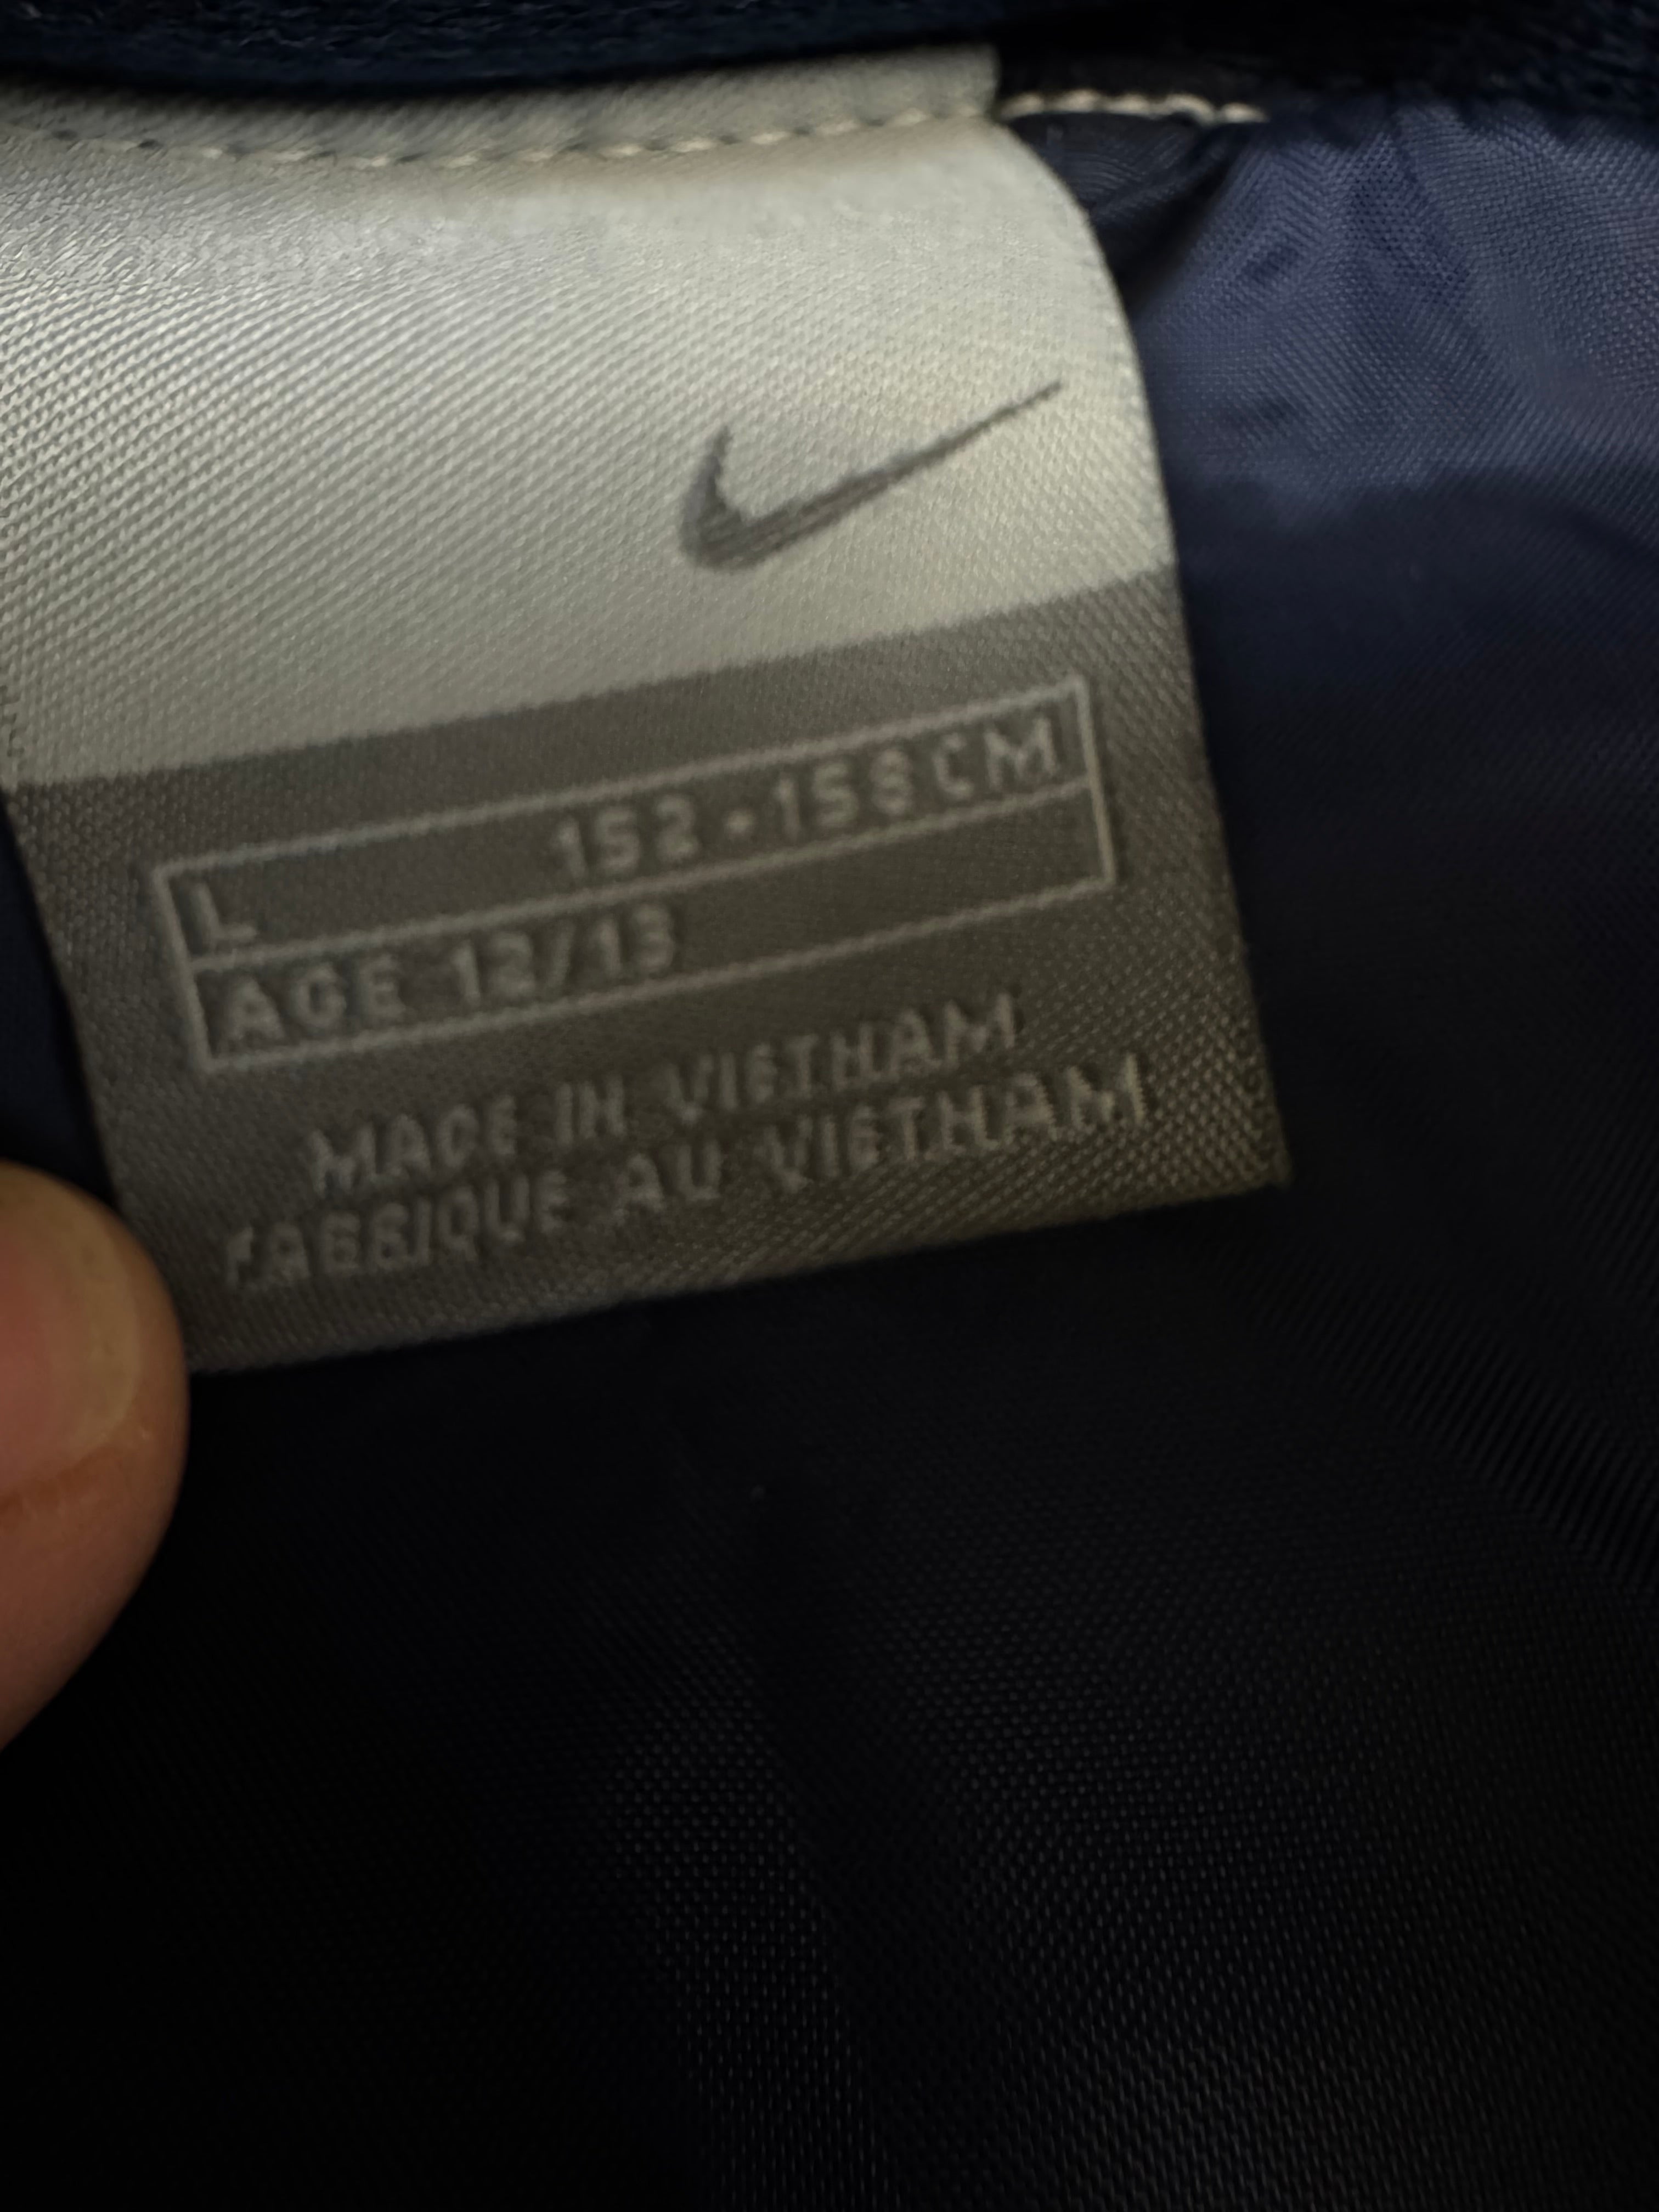 L 152-158CM
AGE 12/13
MADE IN VIETNAM
FABRIQUE AU VIETNAM